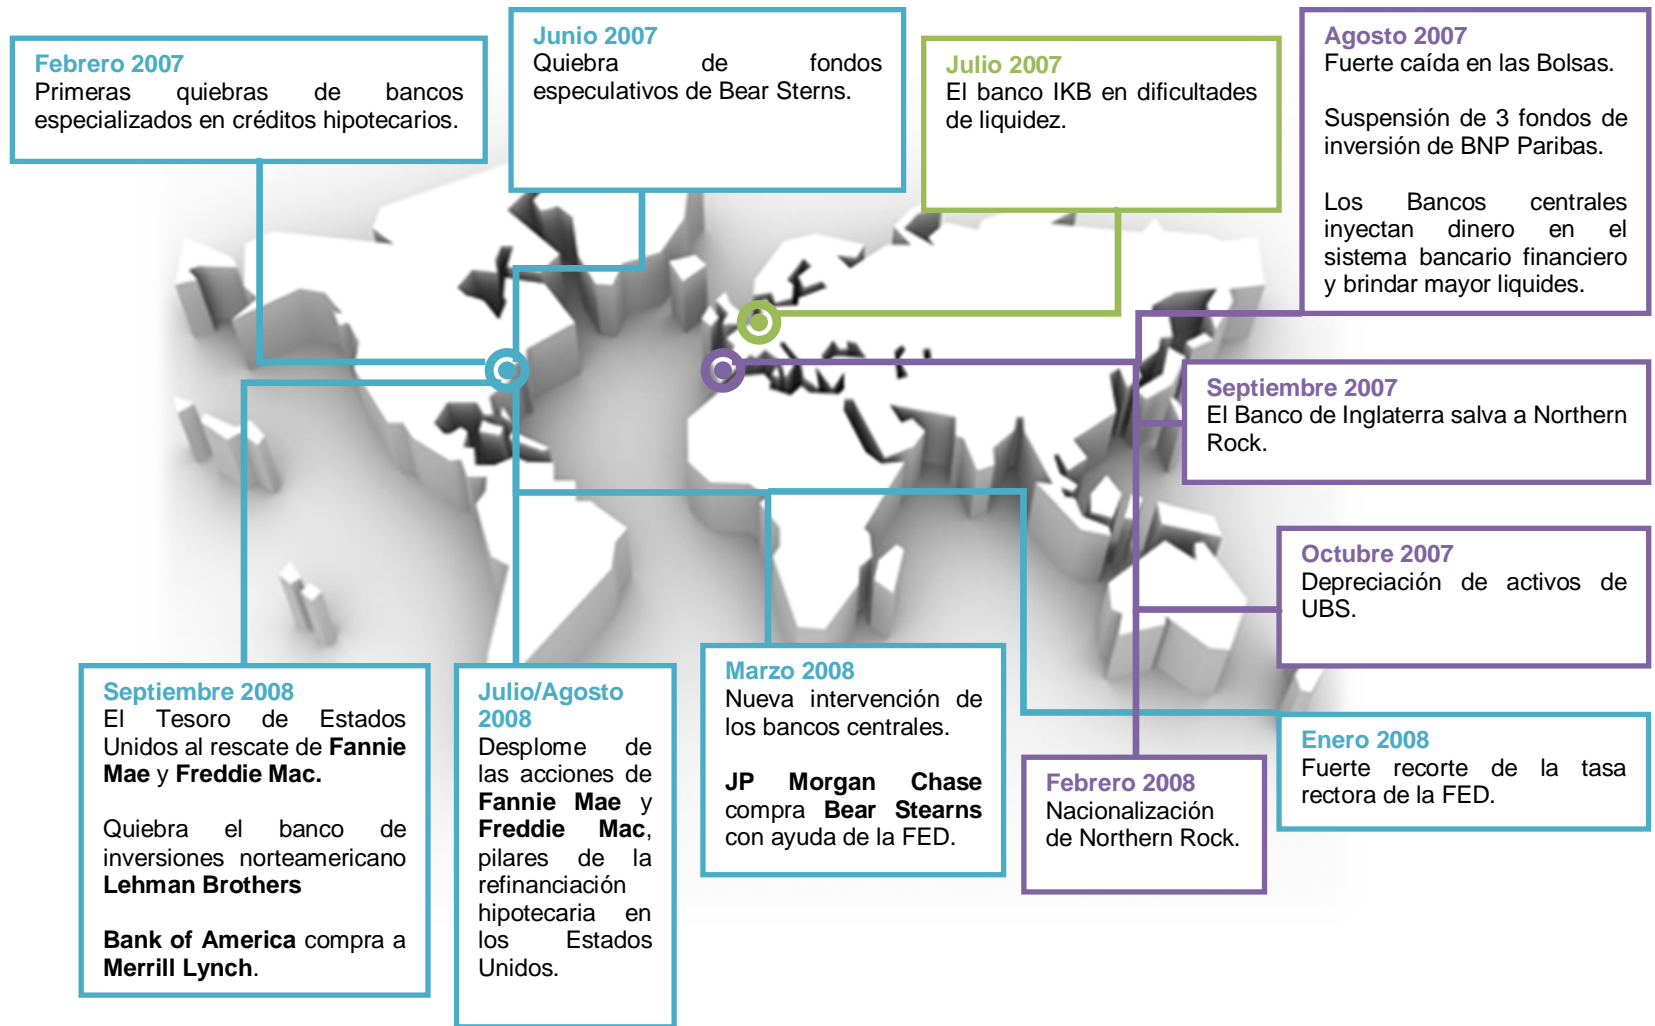 Febrero 2007
Primeras quiebras de bancos
especializados en créditos hipotecarios.
Junio 2007
Quiebra de fondos
especulativos de Bear Sterns.
Julio 2007
El banco IKB en dificultades
de liquidez.
Agosto 2007
Fuerte caída en las Bolsas.
Suspensión de 3 fondos de
inversión de BNP Paribas.
Los Bancos centrales
inyectan dinero en el
sistema bancario financiero
y brindar mayor liquides.
Septiembre 2007
El Banco de Inglaterra salva a Northern
Rock.
Octubre 2007
Depreciación de activos de
UBS.
Septiembre 2008
El Tesoro de Estados
Unidos al rescate de Fannie
Mae y Freddie Mac.
Quiebra el banco de
inversiones norteamericano
Lehman Brothers
Bank of America compra a
Merrill Lynch.
Julio/Agosto
2008
Desplome de
las acciones de
Fannie Mae y
Freddie Mac,
pilares de la
refinanciación
hipotecaria en
los Estados
Unidos.
Marzo 2008
Nueva intervención de
los bancos centrales.
JP Morgan Chase
compra Bear Stearns
con ayuda de la FED.
Febrero 2008
Nacionalización
de Northern Rock.
Enero 2008
Fuerte recorte de la tasa
rectora de la FED.